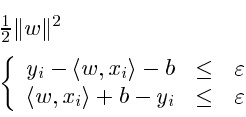 ½‖w‖²
{ yᵢ − ⟨w, xᵢ⟩ − b ≤ ε
⟨w, xᵢ⟩ + b − yᵢ ≤ ε